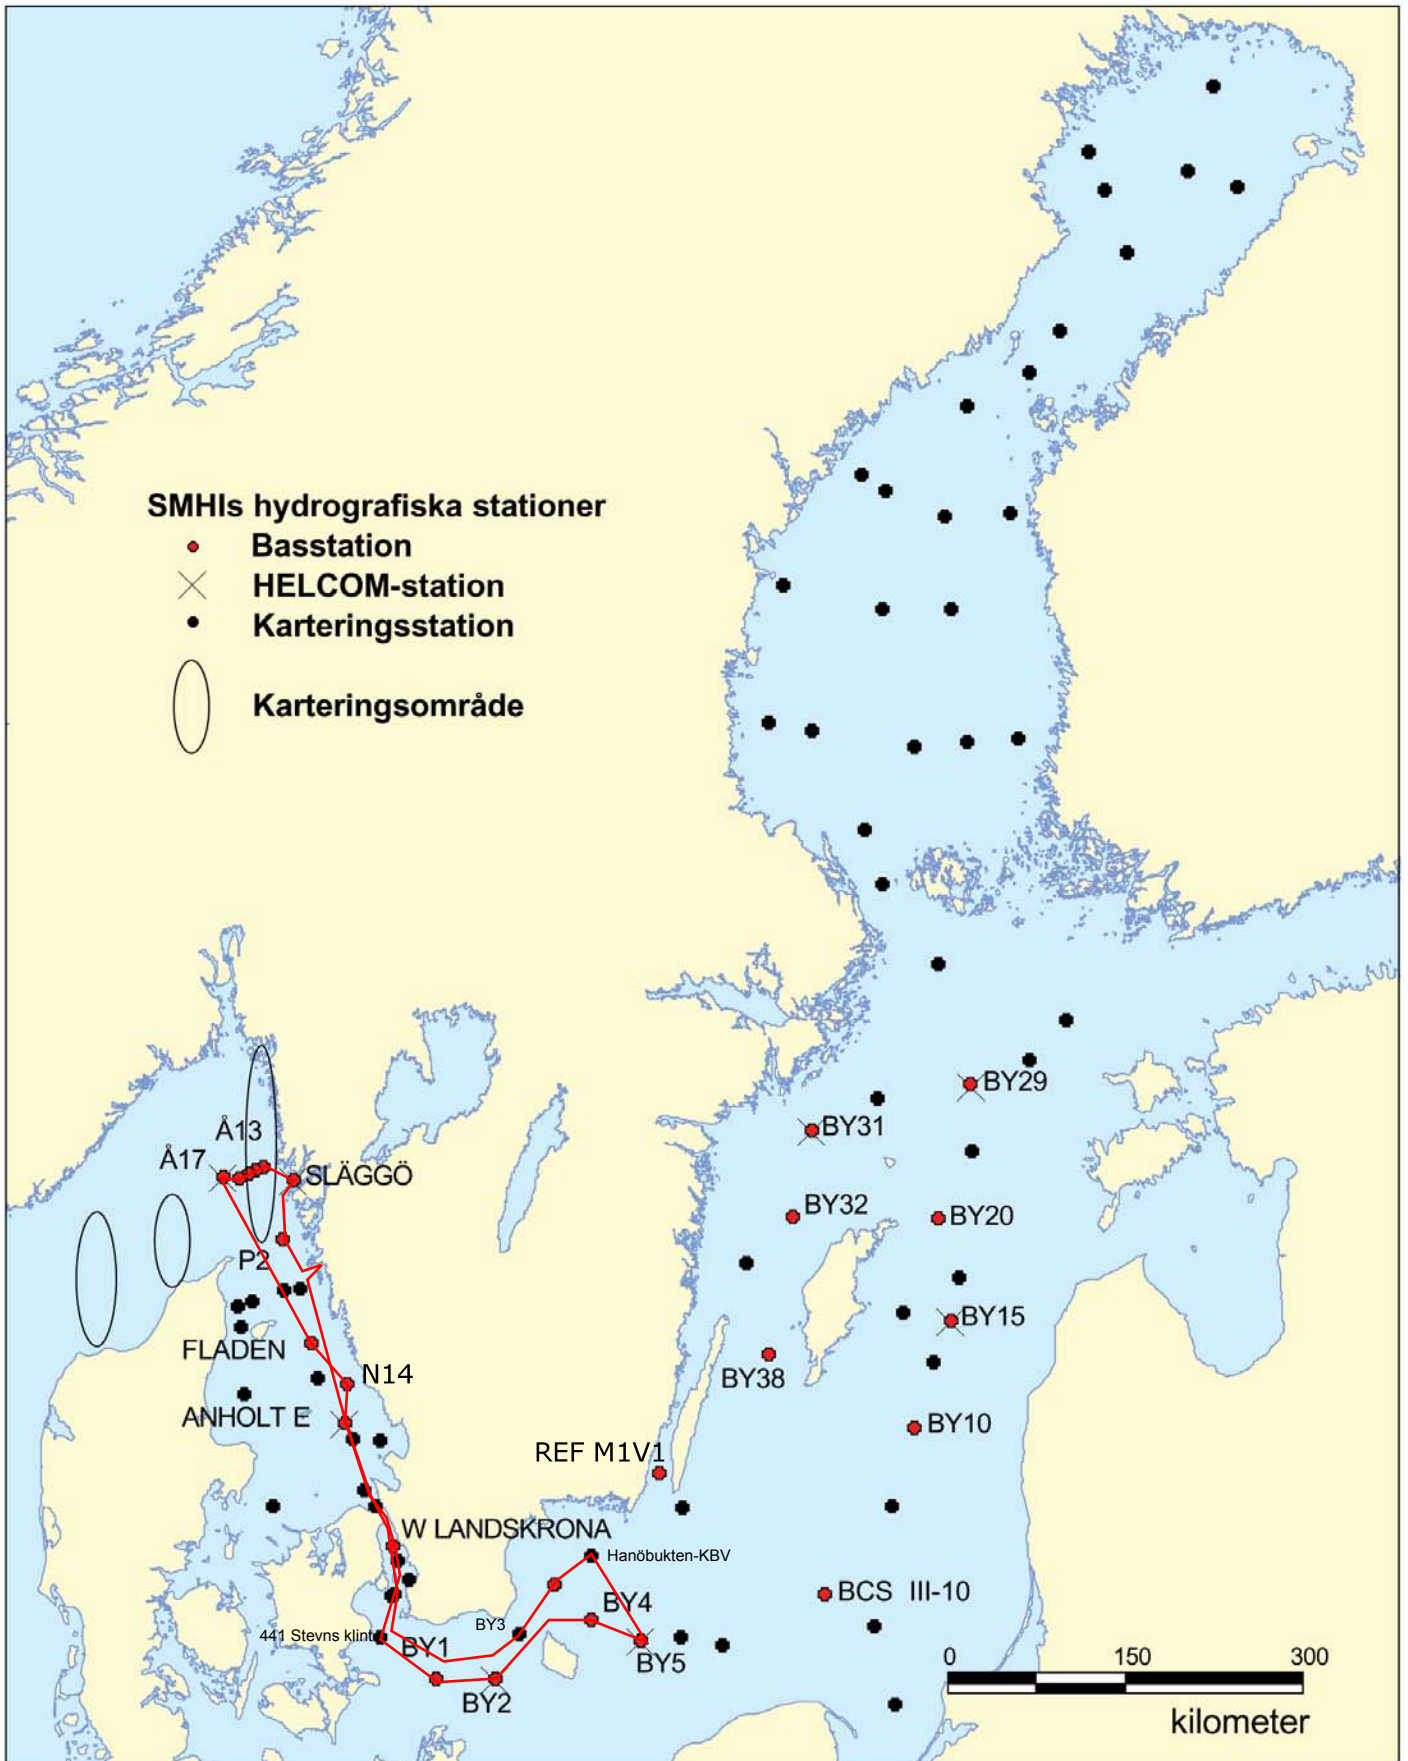 SMHIs hydrografiska stationer
Basstation
HELCOM-station
Karteringsstation
Karteringsområde
BY29
Å13
BY31
Å17
SLÄGGÖ
BY32
BY20
P2
BY15
FLADEN
N14
BY38
ANHOLT E
BY10
REF M1V1
W LANDSKRONA
Hanöbukten-KBV
BCS III-10
BY4
BY3
441 Stevns klint
BY1
BY5
BY2
0 150 300
kilometer